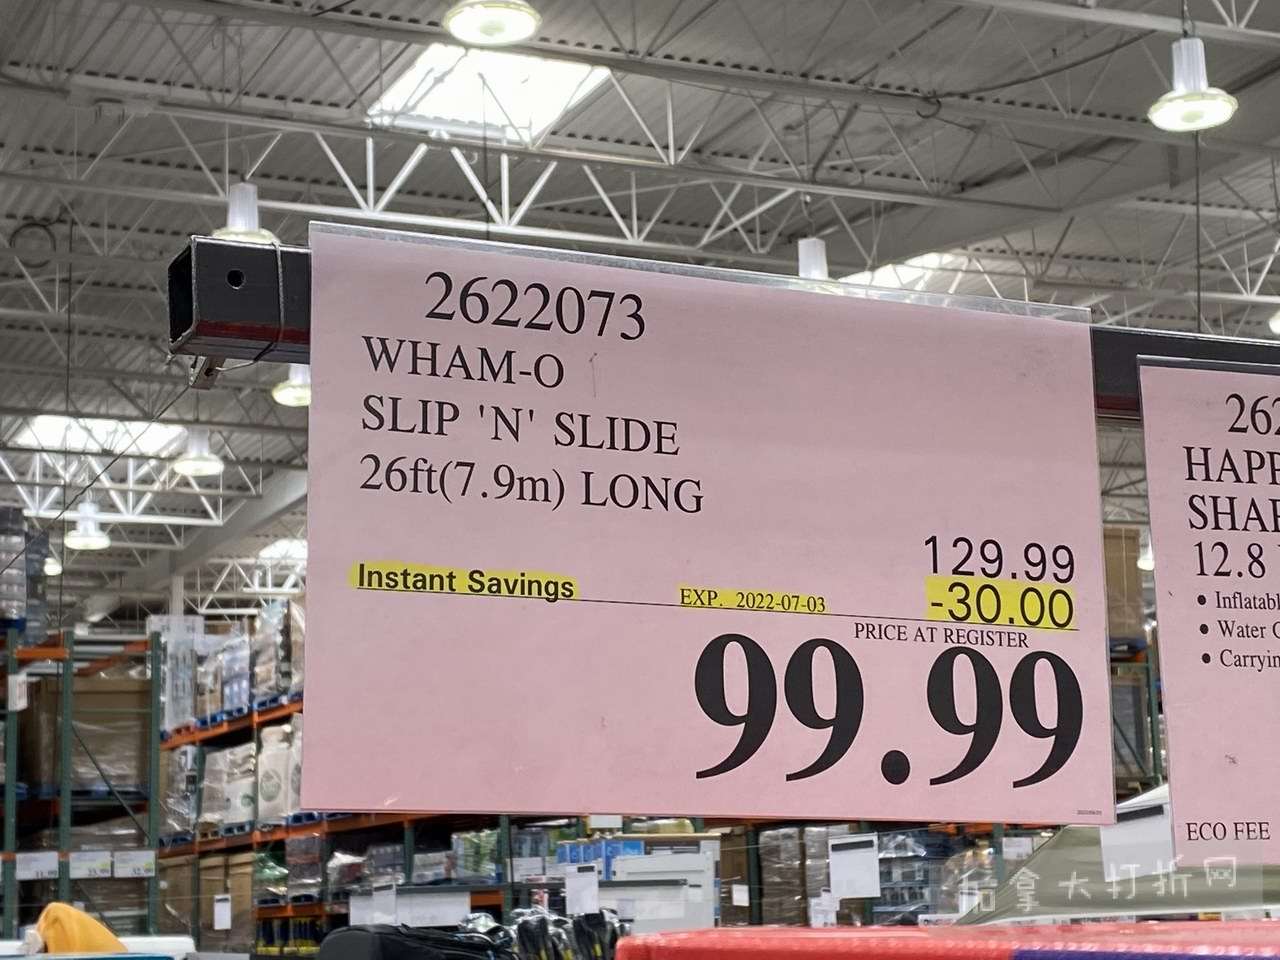 2622073
WHAM-O
SLIP 'N' SLIDE
26ft(7.9m) LONG
129.99
Instant Savings EXP. 2022-07-03 -30.00
PRICE AT REGISTER
99.99
262
HAPP
SHAP
12.8
• Inflatabl
• Water
• Carryin
ECO FEE
加拿大打折网